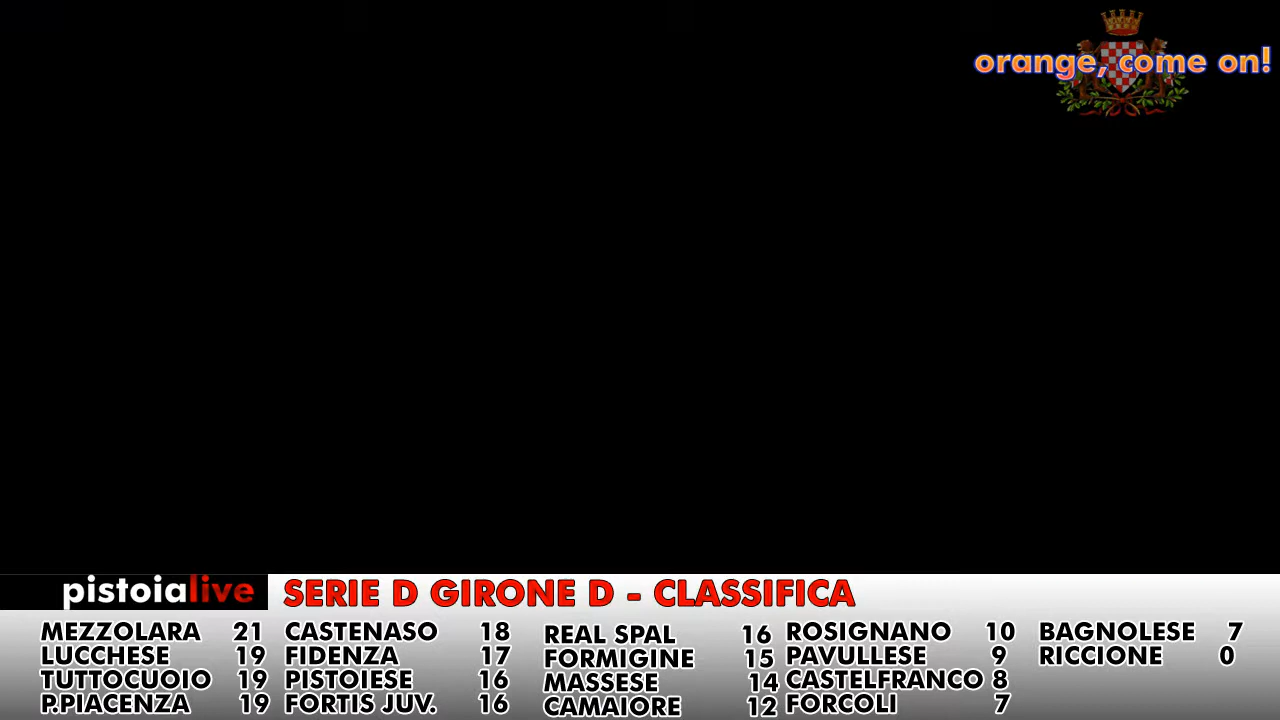 orange, come on!
pistoialive
SERIE D GIRONE D - CLASSIFICA
MEZZOLARA 21 CASTENASO 18 REAL SPAL 16 ROSIGNANO 10 BAGNOLESE 7
LUCCHESE 19 FIDENZA 17 FORMIGINE 15 PAVULLESE 9 RICCIONE 0
TUTTOCUOIO 19 PISTOIESE 16 MASSESE 14 CASTELFRANCO 8
P.PIACENZA 19 FORTIS JUV. 16 CAMAIORE 12 FORCOLI 7